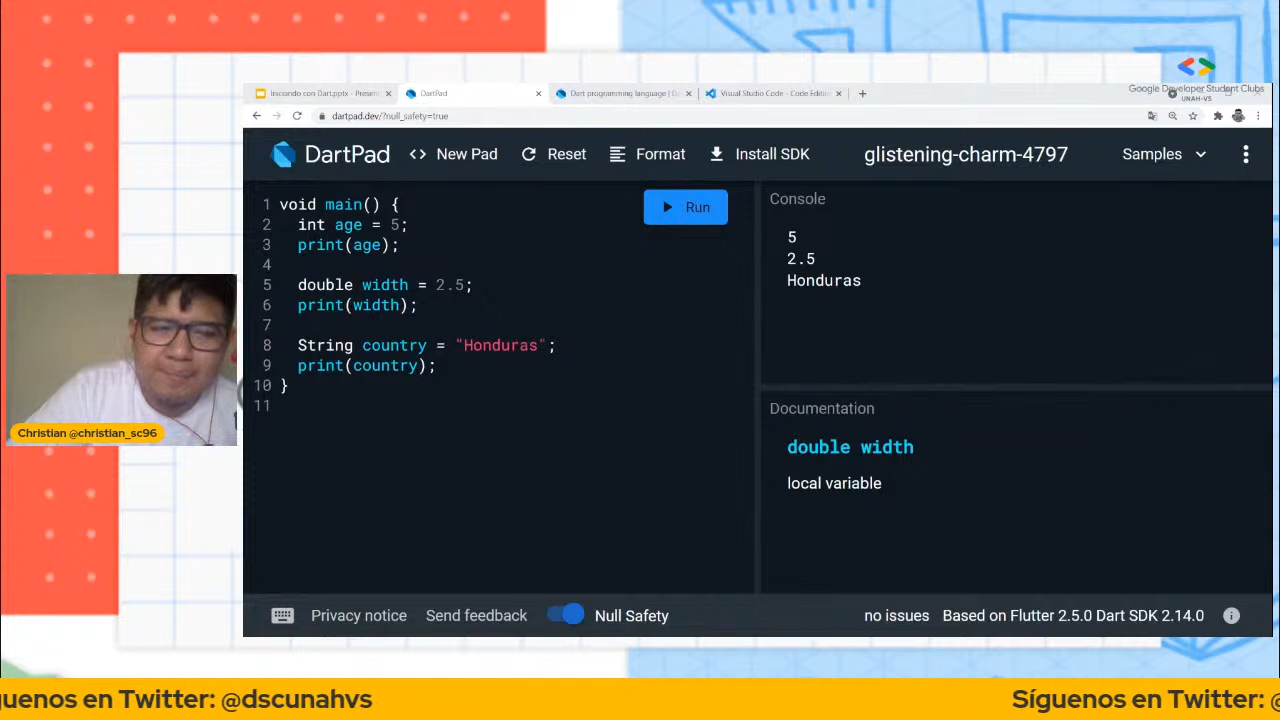 Iniciando con Dart.pptx - Present
DartPad
Dart programming language | Da
Visual Studio Code - Code Edition
Google Developer Student Clubs
UNAH-VS
dartpad.dev/?null_safety=true
DartPad
<> New Pad
Reset
Format
Install SDK
glistening-charm-4797
Samples
1 void main() {
2 int age = 5;
3 print(age);
4
5 double width = 2.5;
6 print(width);
7
8 String country = "Honduras";
9 print(country);
10 }
11
Run
Console
5
2.5
Honduras
Documentation
double width
local variable
Christian @christian_sc96
Privacy notice
Send feedback
Null Safety
no issues
Based on Flutter 2.5.0 Dart SDK 2.14.0
guenos en Twitter: @dscunahvs
Síguenos en Twitter: @